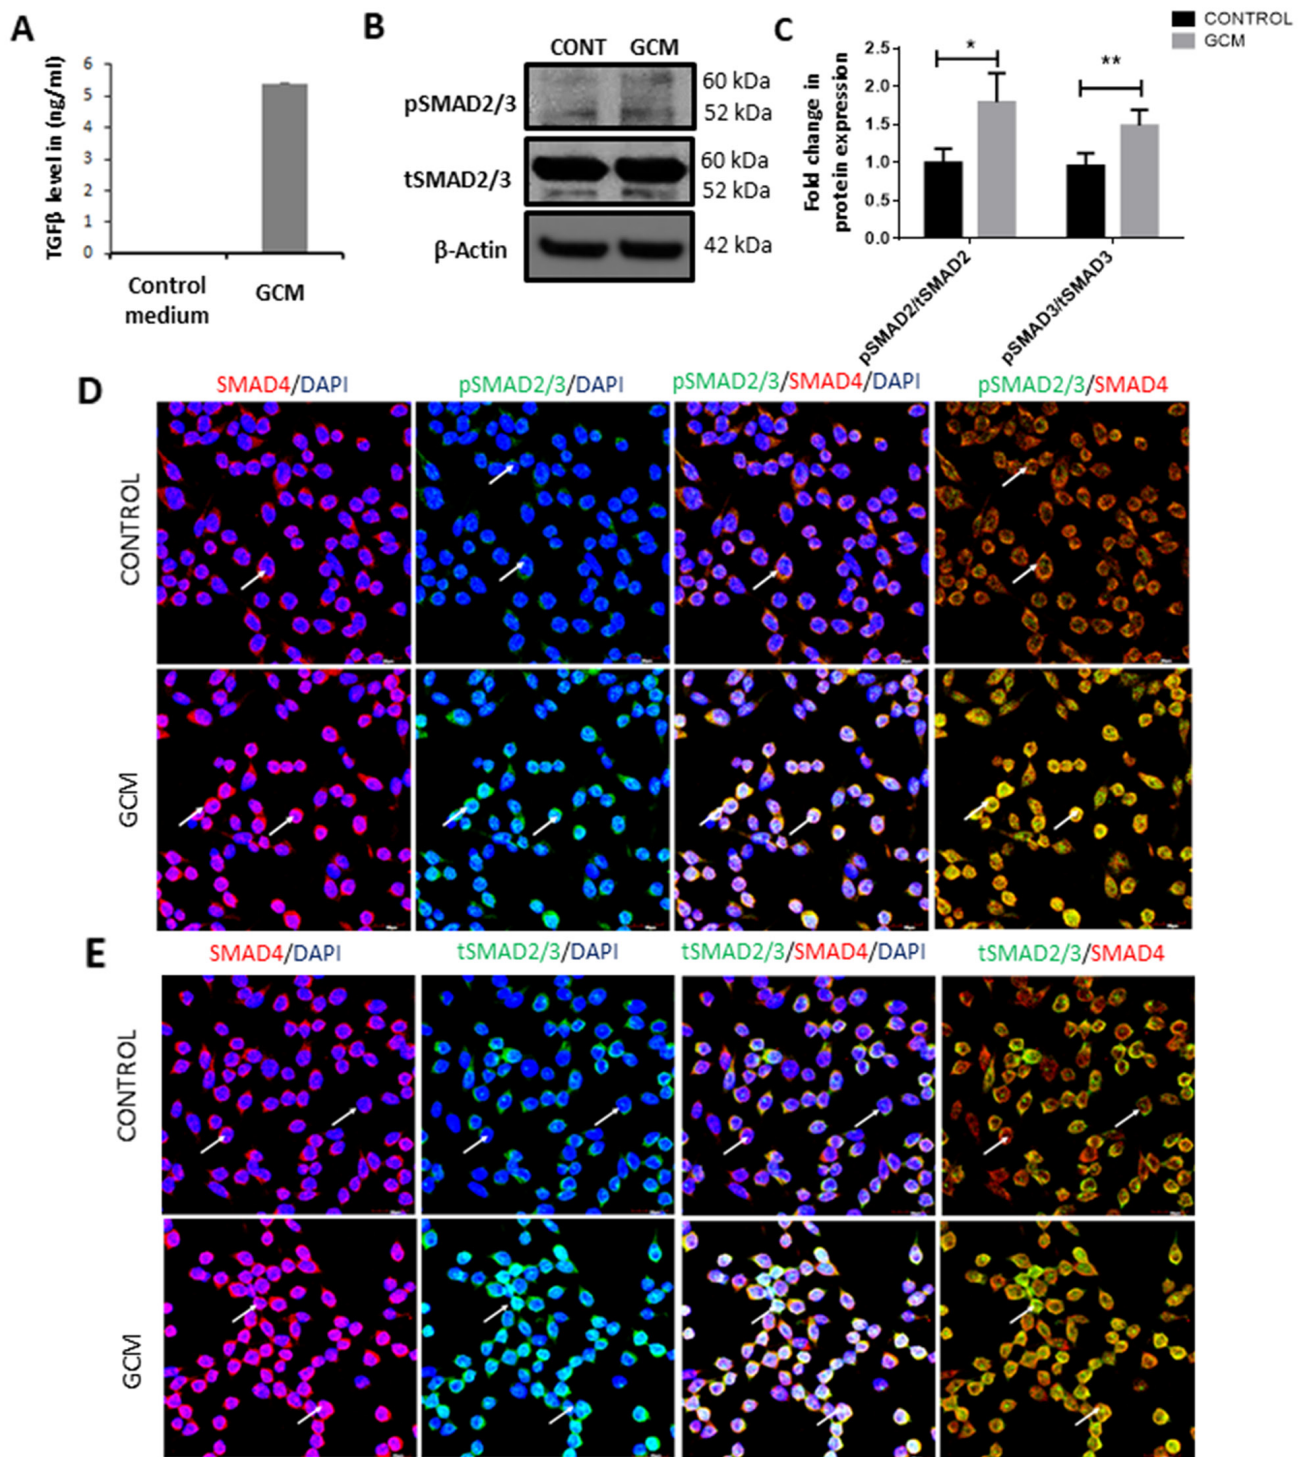 A
TGFβ level in (ng/ml)
6
5
4
3
2
1
0
Control
medium
GCM
B
CONT GCM
pSMAD2/3
60 kDa
52 kDa
tSMAD2/3
60 kDa
52 kDa
β-Actin
42 kDa
C
CONTROL
GCM
Fold change in
protein expression
2.5
2.0
1.5
1.0
0.5
0.0
*
**
pSMAD2/tSMAD2
pSMAD3/tSMAD3
D
SMAD4/DAPI
pSMAD2/3/DAPI
pSMAD2/3/SMAD4/DAPI
pSMAD2/3/SMAD4
CONTROL
GCM
E
SMAD4/DAPI
tSMAD2/3/DAPI
tSMAD2/3/SMAD4/DAPI
tSMAD2/3/SMAD4
CONTROL
GCM